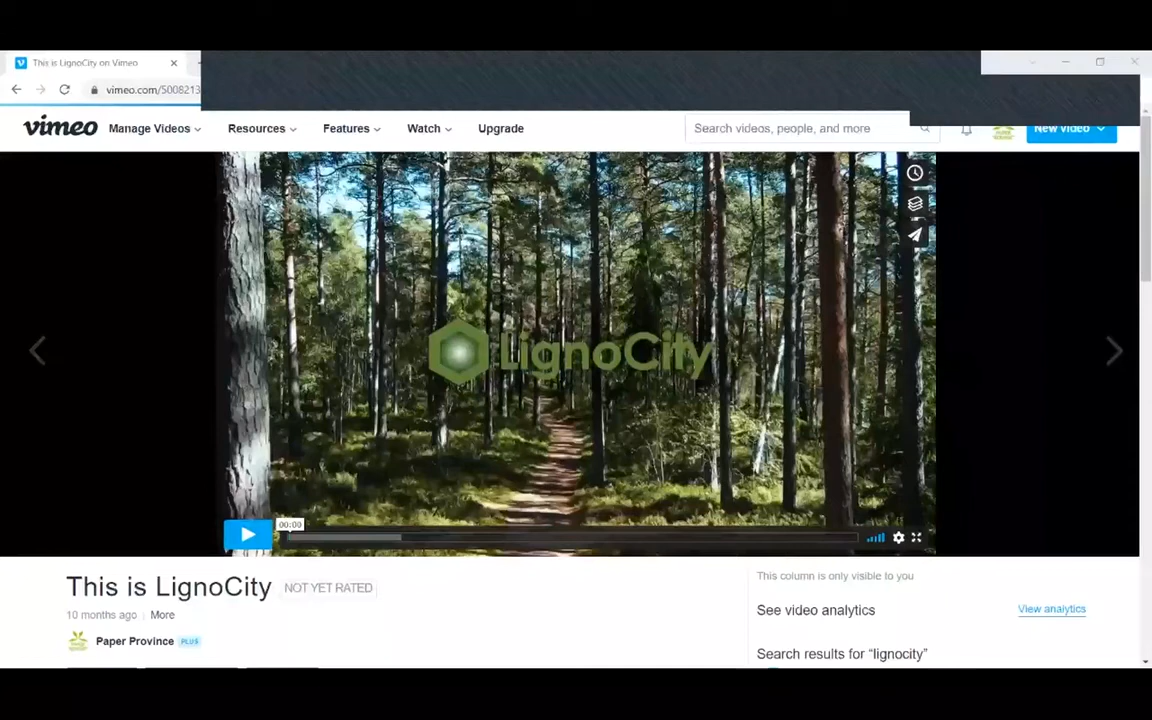 This is LignoCity on Vimeo
vimeo.com/5008213
vimeo Manage Videos Resources Features Watch Upgrade Search videos, people, and more New video
LignoCity
00:00
This is LignoCity NOT YET RATED
10 months ago More
Paper Province PLUS
This column is only visible to you
See video analytics View analytics
Search results for “lignocity”